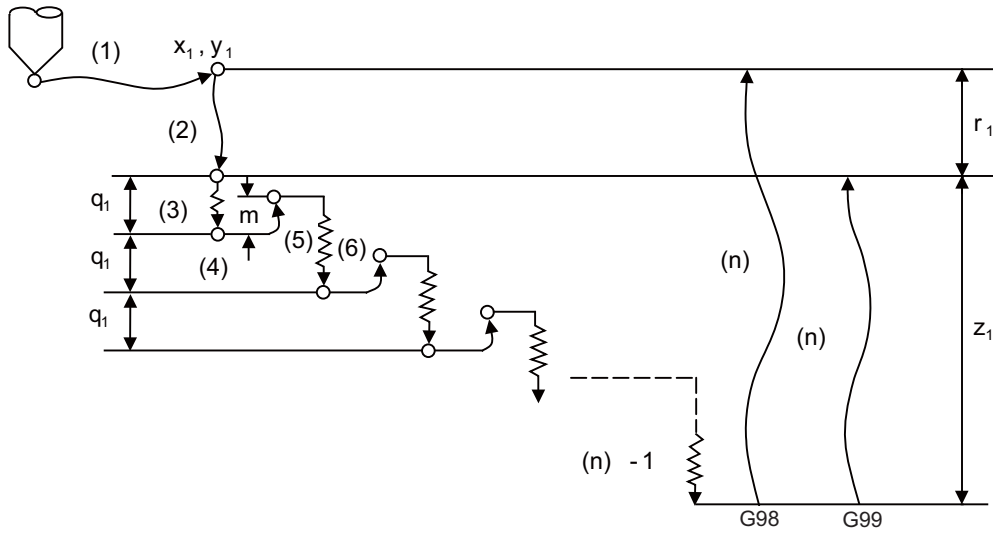 (1)
x1 , y1
(2)
r1
q1
(3)
m
(4)
(5)
(6)
q1
q1
(n)
(n)
z1
(n) - 1
G98
G99